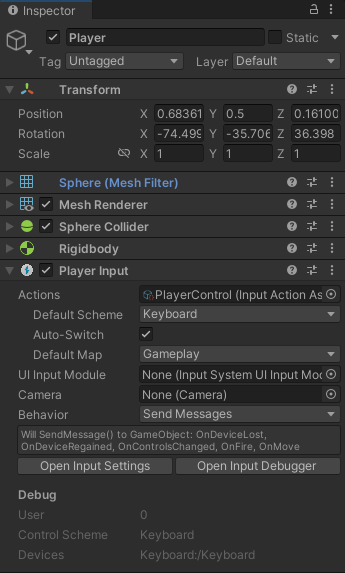 Inspector
Player
Static
Tag Untagged Layer Default
Transform
Position X 0.68361 Y 0.5 Z 0.16100
Rotation X -74.499 Y -35.706 Z 36.398
Scale X 1 Y 1 Z 1
Sphere (Mesh Filter)
Mesh Renderer
Sphere Collider
Rigidbody
Player Input
Actions PlayerControl (Input Action As
Default Scheme Keyboard
Auto-Switch
Default Map Gameplay
UI Input Module None (Input System UI Input Mod
Camera None (Camera)
Behavior Send Messages
Will SendMessage() to GameObject: OnDeviceLost,
OnDeviceRegained, OnControlsChanged, OnFire, OnMove
Open Input Settings Open Input Debugger
Debug
User 0
Control Scheme Keyboard
Devices Keyboard:/Keyboard